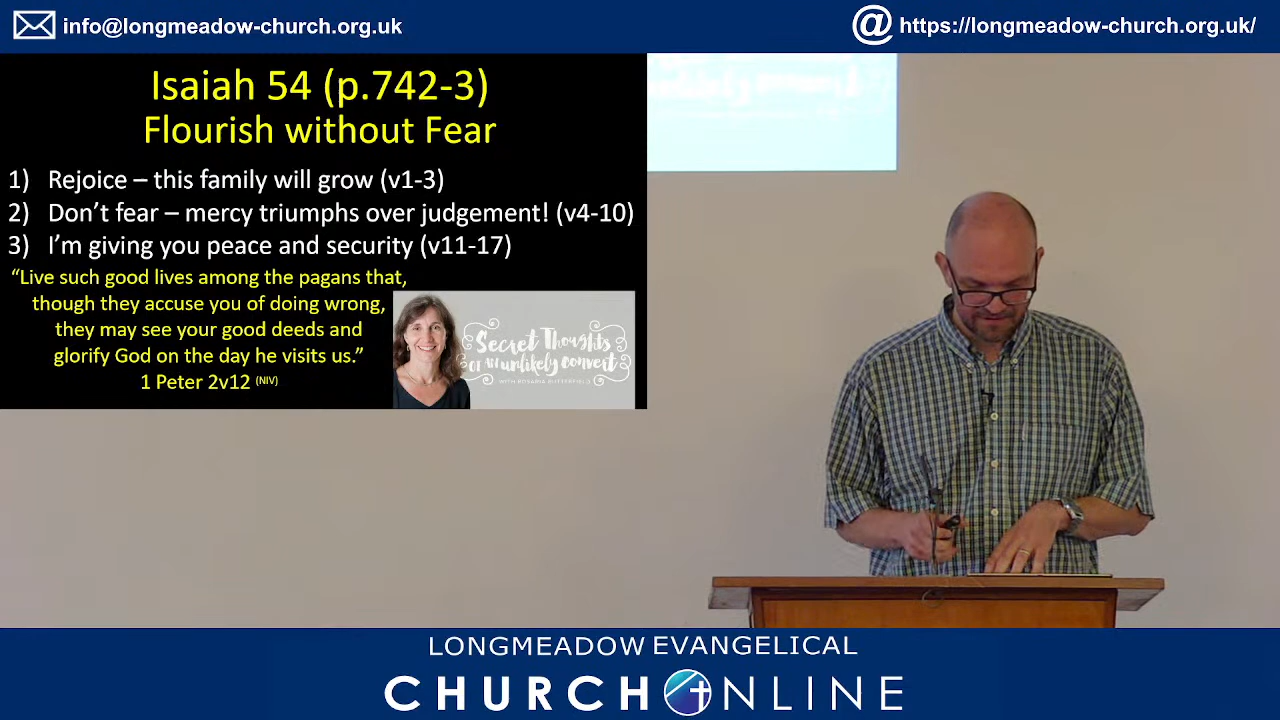 info@longmeadow-church.org.uk
@ https://longmeadow-church.org.uk/
Isaiah 54 (p.742-3)
Flourish without Fear
1) Rejoice – this family will grow (v1-3)
2) Don’t fear – mercy triumphs over judgement! (v4-10)
3) I’m giving you peace and security (v11-17)
“Live such good lives among the pagans that,
though they accuse you of doing wrong,
they may see your good deeds and
glorify God on the day he visits us.”
1 Peter 2v12 (NIV)
Secret Thoughts
OF AN unlikely convert
WITH ROSARIA BUTTERFIELD
LONGMEADOW EVANGELICAL
CHURCH ONLINE